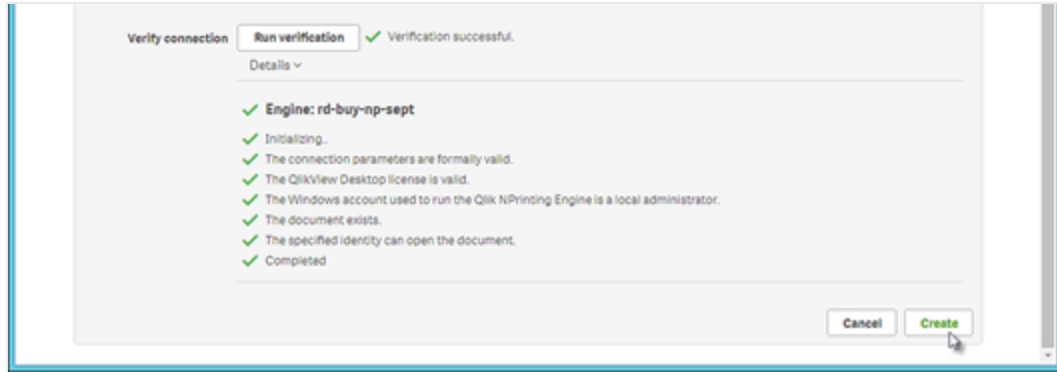 Verify connection Run verification Verification successful.
Details
Engine: rd-buy-np-sept
Initializing..
The connection parameters are formally valid.
The QlikView Desktop license is valid.
The Windows account used to run the Qlik NPrinting Engine is a local administrator.
The document exists.
The specified identity can open the document.
Completed
Cancel Create